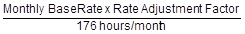 Monthly BaseRate x Rate Adjustment Factor
176 hours/month